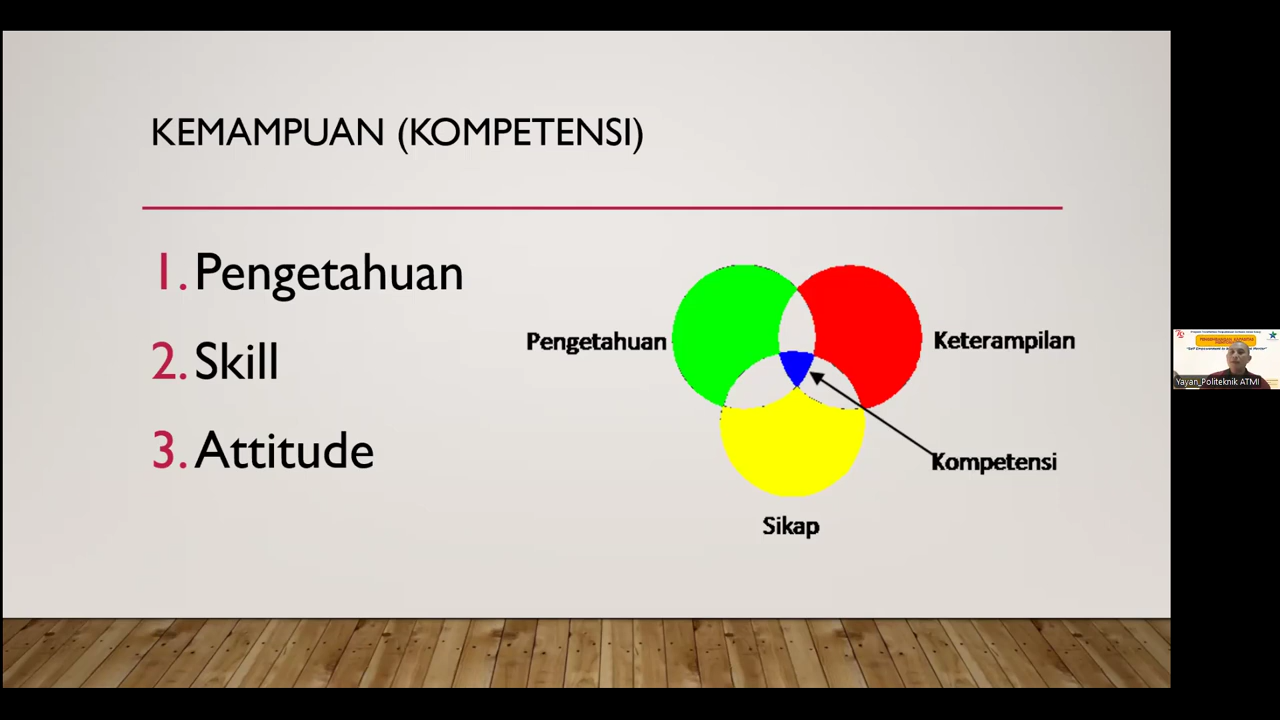 KEMAMPUAN (KOMPETENSI)
1. Pengetahuan
2. Skill
3. Attitude
Pengetahuan
Keterampilan
Kompetensi
Sikap
Yayan_Politeknik ATMI